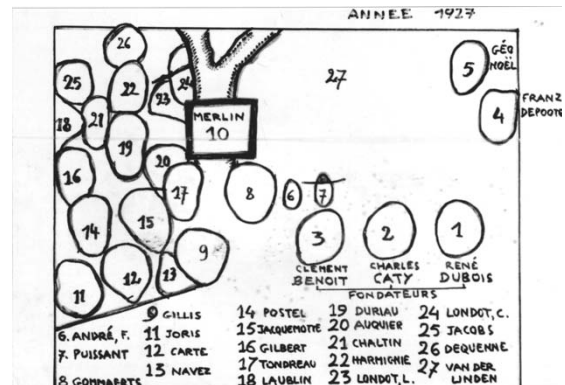 ANNEE 1927
26
GÉO
NOËL
5
25
22
24
27
23
FRANZ
DEPOOTE
4
MERLIN
10
21
18
19
20
16
17
8
6
7
15
14
3
2
1
9
12
13
11
CLEMENT
BENOIT
CHARLES
CATY
RENÉ
DUBOIS
FONDATEURS
9 GILLIS
6. ANDRÉ, F.
7. PUISSANT
8 GOMMAERTS
11 JORIS
12 CARTE
13 NAVEZ
14 POSTEL
15 JACQUEMOTTE
16 GILBERT
17 TONDREAU
18 LAUBLIN
19 DURIAU
20 AUQUIER
21 CHALTIN
22 HARMIGNIE
23 LONDOT, L.
24 LONDOT, C.
25 JACOBS
26 DEQUENNE
27 VAN DER
LINDEN